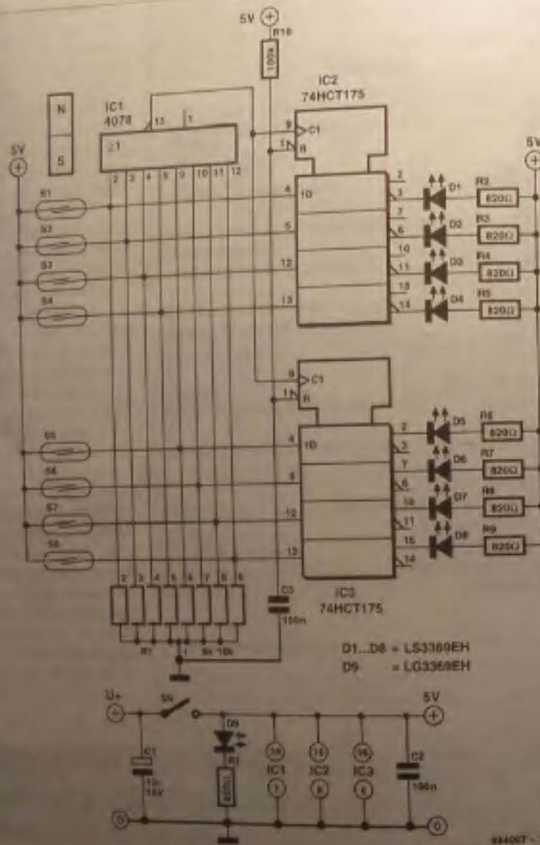 5V
R10
100k
IC2
74HCT175
IC1
4078
13
1
≥1
N
S
5V
2 3 4 5 9 10 11 12
9
C1
1
R
5V
S1
4
1D
2
3
D1
R2
820Ω
S2
5
7
6
D2
R3
820Ω
S3
12
10
11
D3
R4
820Ω
S4
13
15
14
D4
R5
820Ω
9
C1
1
R
S5
4
1D
2
3
D5
R6
820Ω
S6
5
7
6
D6
R7
820Ω
S7
12
10
11
D7
R8
820Ω
S8
13
15
14
D8
R9
820Ω
2 3 4 5 6 7 8 9
R1
1
10k
C3
100n
IC3
74HCT175
D1...D8 = LS3369EH
D9 = LG3369EH
U+
5V
D9
14
16
16
C1
R1
820Ω
IC1
IC2
IC3
C2
100n
7
8
8
0
0